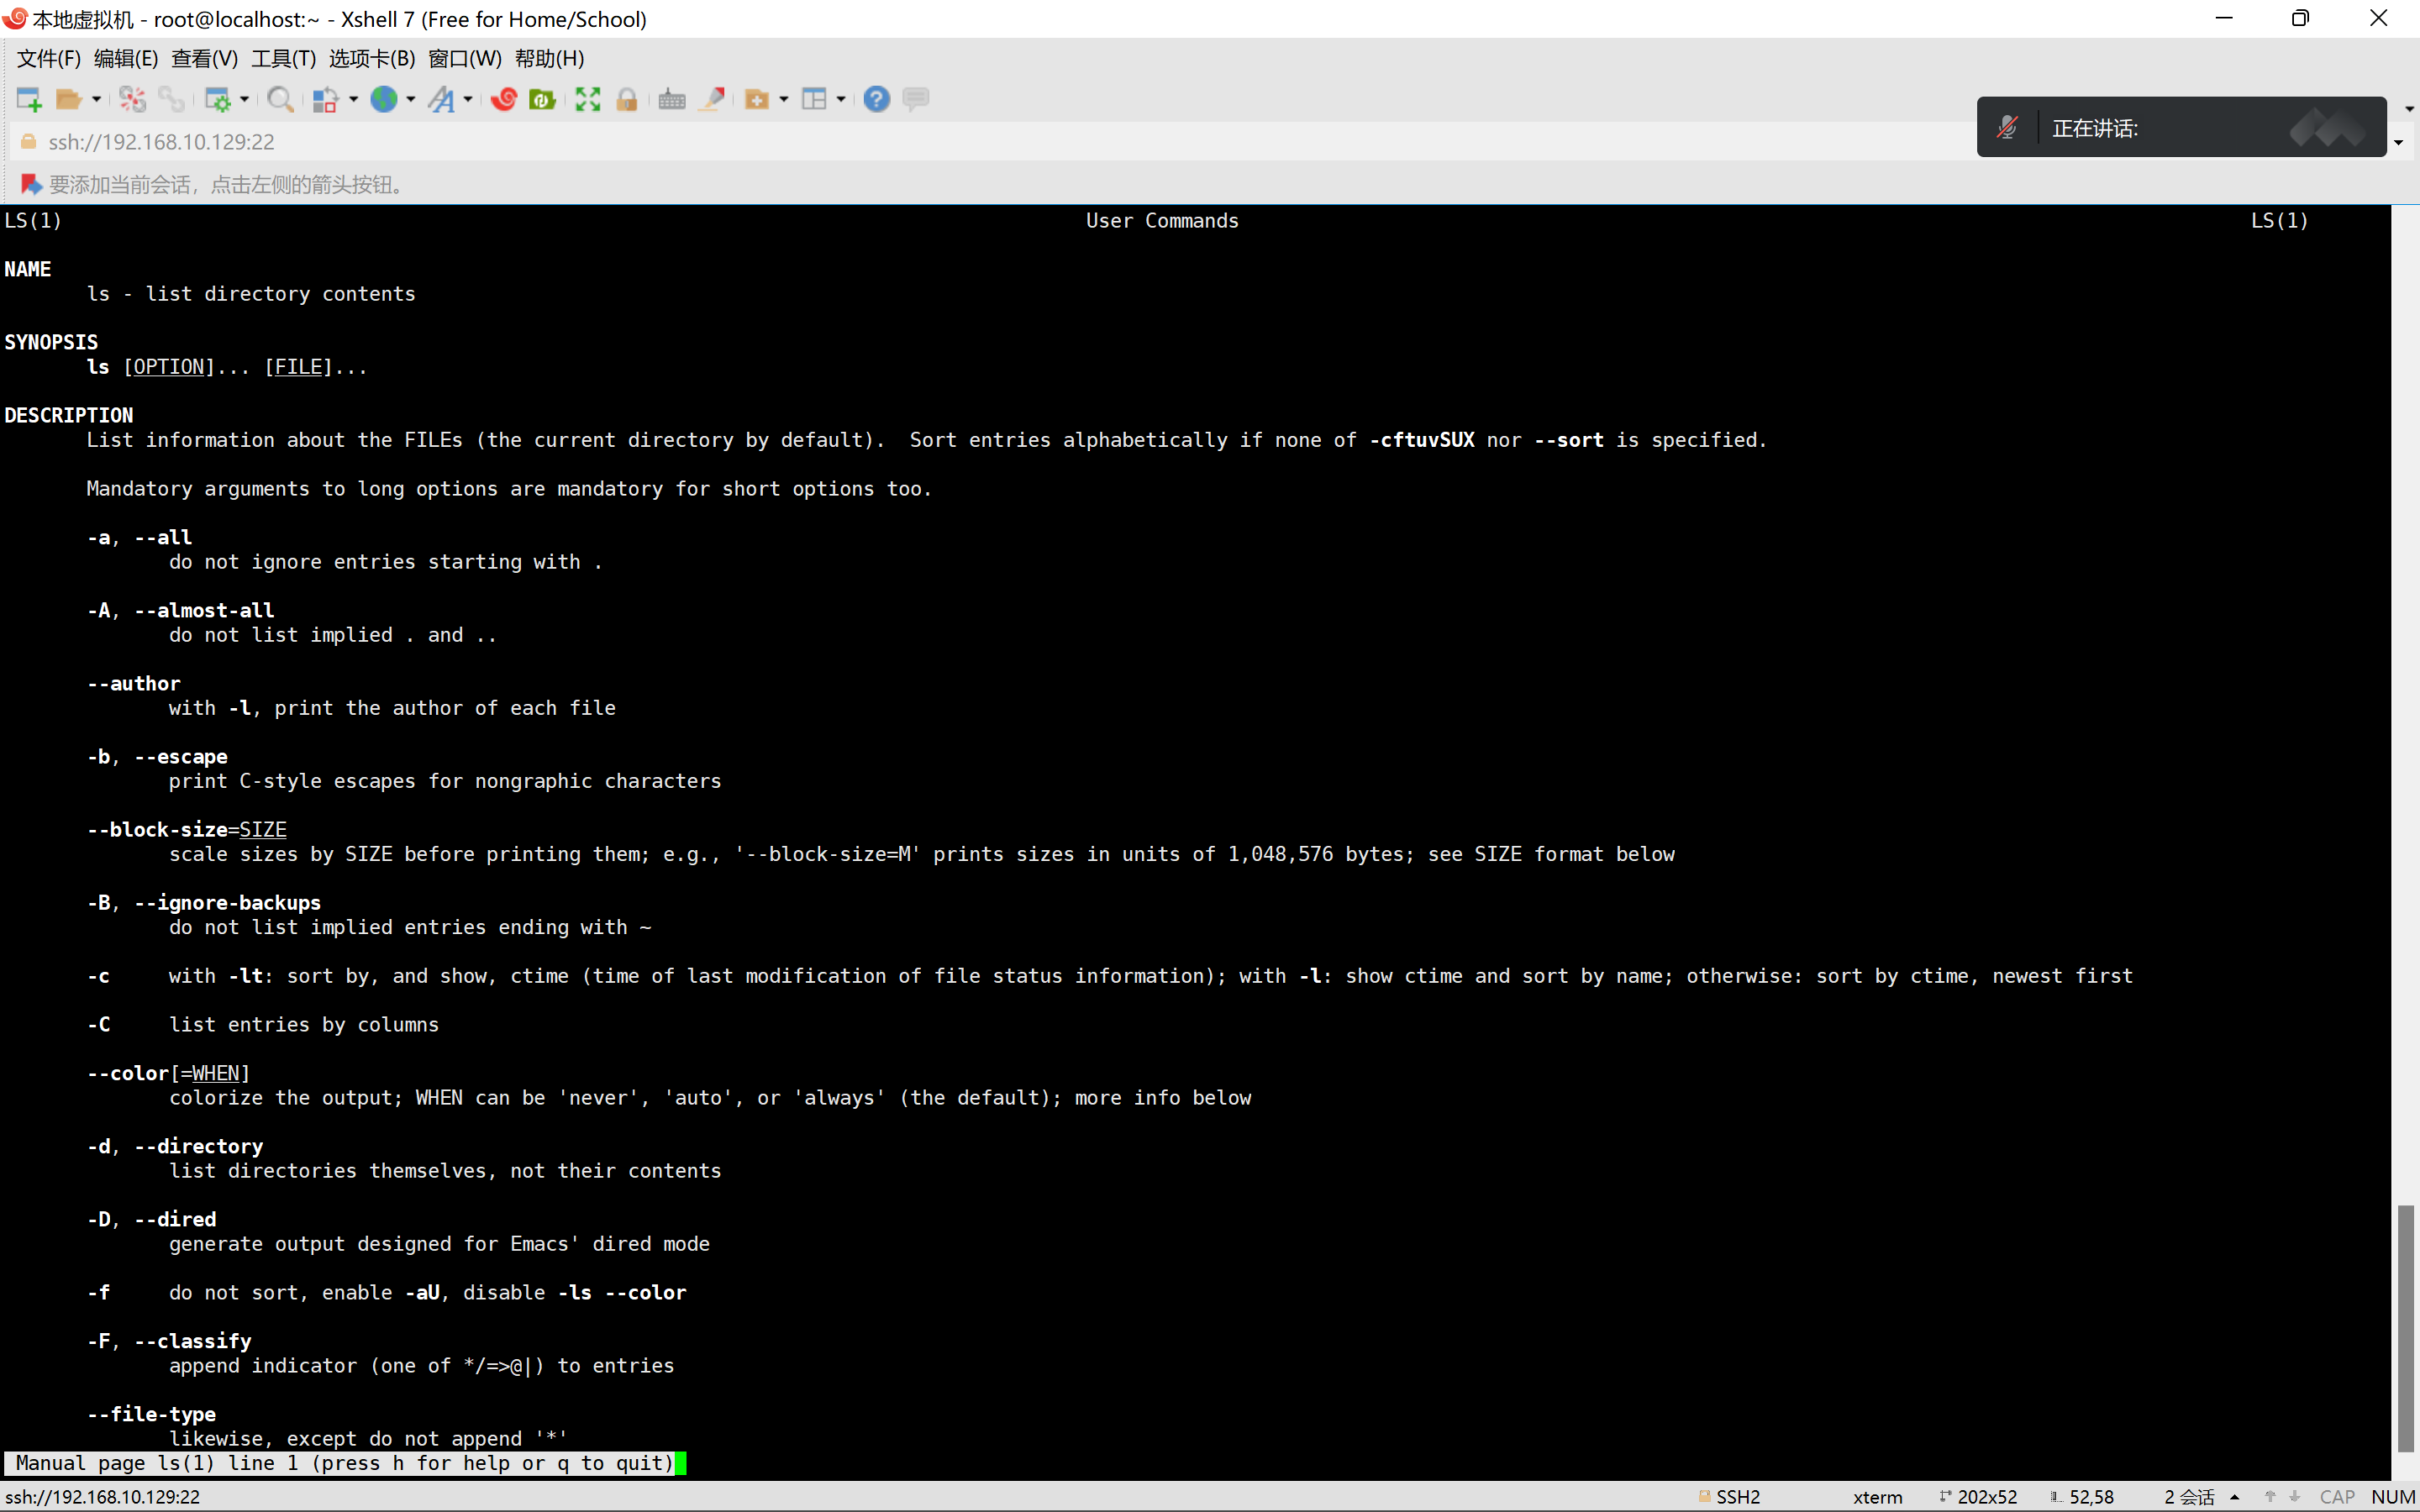 本地虚拟机 - root@localhost:~ - Xshell 7 (Free for Home/School)
文件(F) 编辑(E) 查看(V) 工具(T) 选项卡(B) 窗口(W) 帮助(H)
ssh://192.168.10.129:22
正在讲话:
要添加当前会话，点击左侧的箭头按钮。
LS(1) User Commands LS(1)
NAME
ls - list directory contents
SYNOPSIS
ls [OPTION]... [FILE]...
DESCRIPTION
List information about the FILEs (the current directory by default). Sort entries alphabetically if none of -cftuvSUX nor --sort is specified.
Mandatory arguments to long options are mandatory for short options too.
-a, --all
do not ignore entries starting with .
-A, --almost-all
do not list implied . and ..
--author
with -l, print the author of each file
-b, --escape
print C-style escapes for nongraphic characters
--block-size=SIZE
scale sizes by SIZE before printing them; e.g., '--block-size=M' prints sizes in units of 1,048,576 bytes; see SIZE format below
-B, --ignore-backups
do not list implied entries ending with ~
-c with -lt: sort by, and show, ctime (time of last modification of file status information); with -l: show ctime and sort by name; otherwise: sort by ctime, newest first
-C list entries by columns
--color[=WHEN]
colorize the output; WHEN can be 'never', 'auto', or 'always' (the default); more info below
-d, --directory
list directories themselves, not their contents
-D, --dired
generate output designed for Emacs' dired mode
-f do not sort, enable -aU, disable -ls --color
-F, --classify
append indicator (one of */=>@|) to entries
--file-type
likewise, except do not append '*'
Manual page ls(1) line 1 (press h for help or q to quit)
ssh://192.168.10.129:22 SSH2 xterm 202x52 52,58 2 会话 CAP NUM